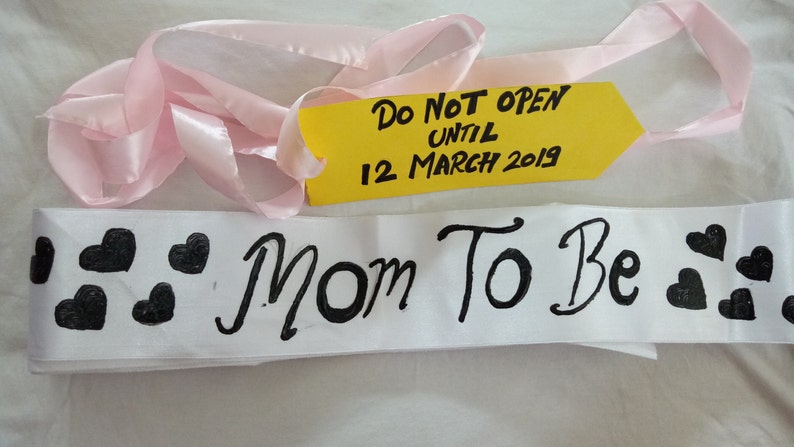 DO NOT OPEN
UNTIL
12 MARCH 2019
Mom To Be